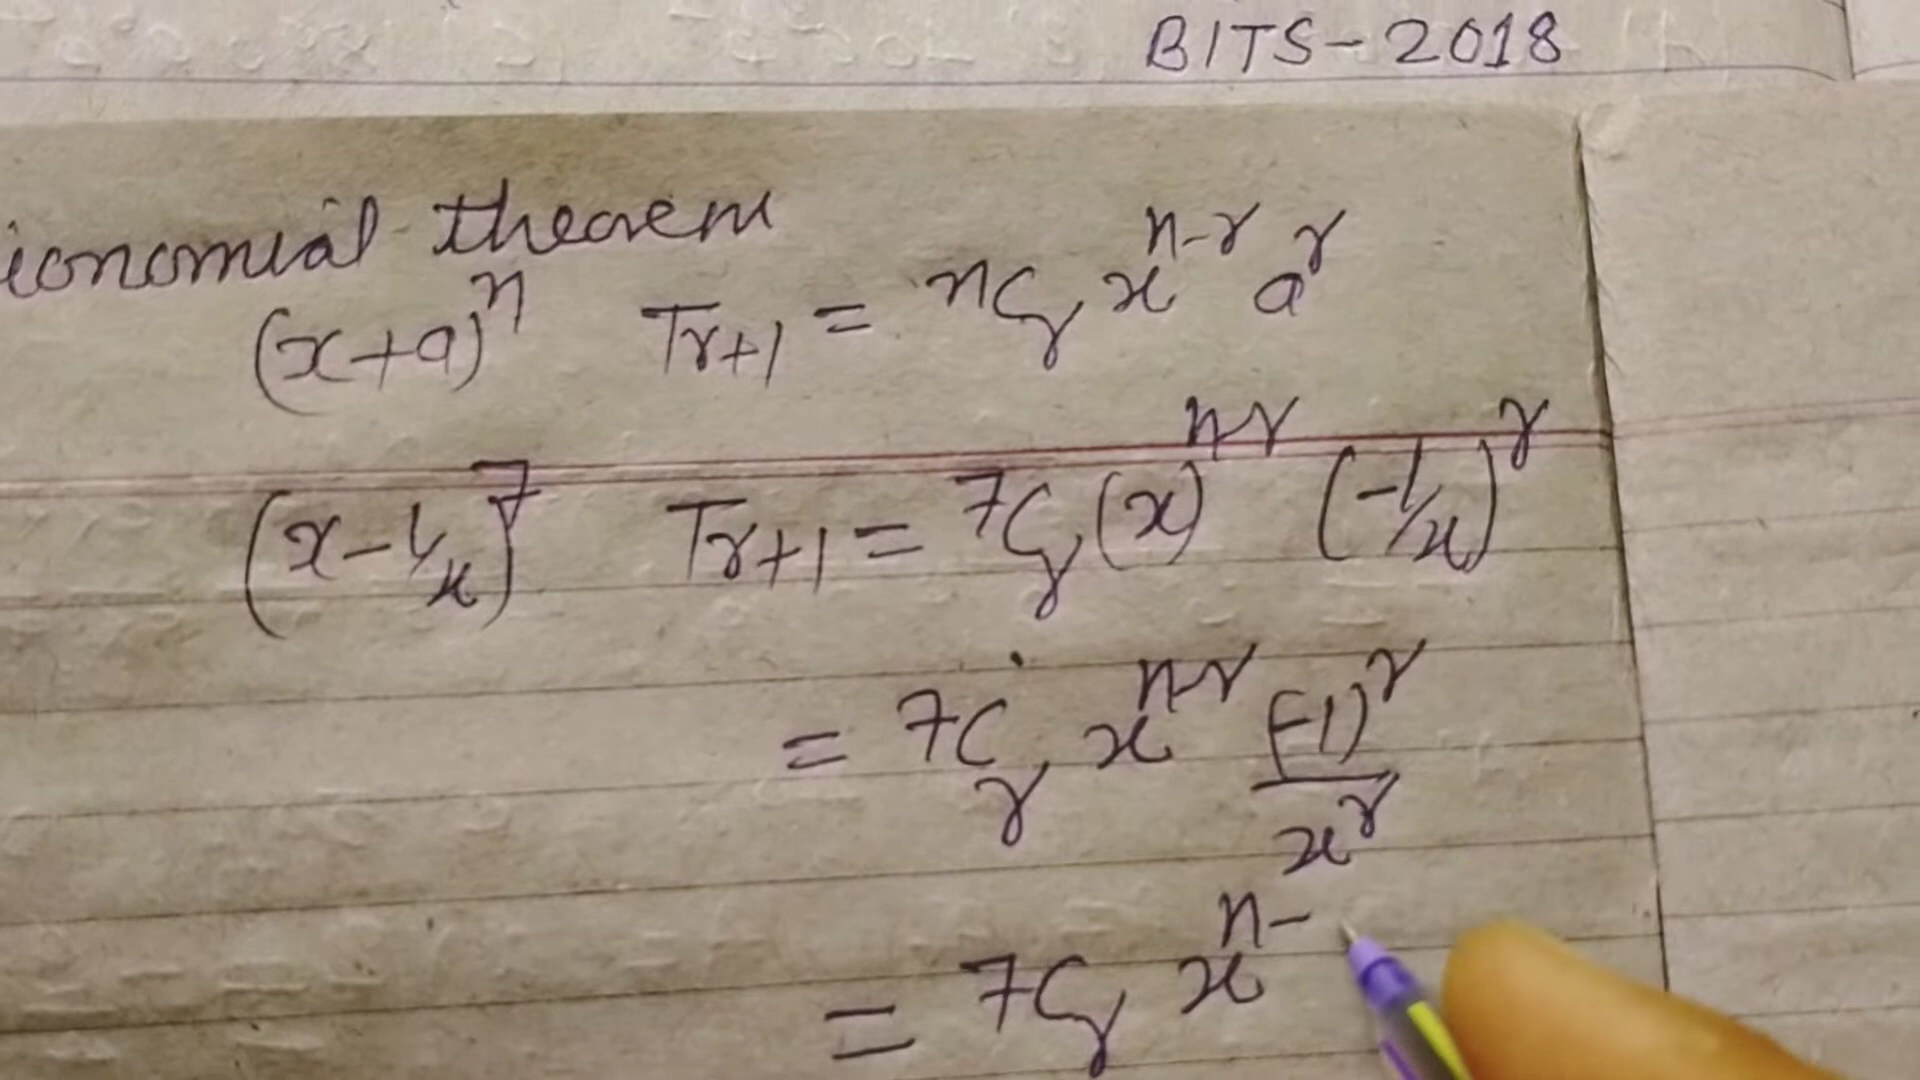 BITS-2018
ionomial theorem
(x+a)^n T_{r+1} = ^nC_r x^{n-r} a^r
(x-1/x)^7 T_{r+1} = ^7C_r (x)^{n-r} (-1/x)^r
= ^7C_r x^{n-r} (-1)^r/x^r
= ^7C_r x^{n-